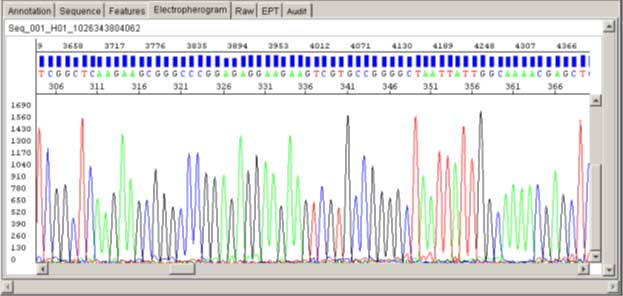 Annotation Sequence Features Electropherogram Raw EPT Audit
Seq_001_H01_1026343804062
9 3658 3717 3776 3835 3894 3953 4012 4071 4130 4189 4248 4307 4366
TCGGCTCAAGAAGCGGGCCCGGAGAGGAAGAAGTCGTGCCGGGGCTAATTATTGGCAAAACGAGCT
306 311 316 321 326 331 336 341 346 351 356 361 366
1690
1560
1430
1300
1170
1040
910
780
650
520
390
260
130
0